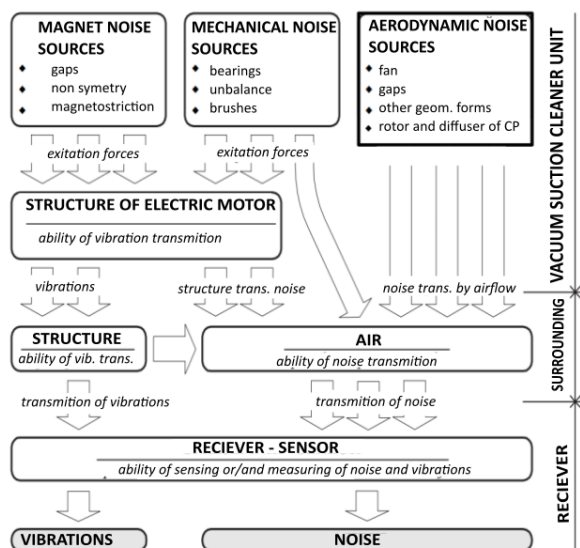 MAGNET NOISE
SOURCES
gaps
non symetry
magnetostriction
MECHANICAL NOISE
SOURCES
bearings
unbalance
brushes
AERODYNAMIC NOISE
SOURCES
fan
gaps
other geom. forms
rotor and diffuser of CP
VACUUM SUCTION CLEANER UNIT
exitation forces
exitation forces
STRUCTURE OF ELECTRIC MOTOR
ability of vibration transmition
vibrations
structure trans. noise
noise trans. by airflow
STRUCTURE
ability of vib. trans.
AIR
ability of noise transmition
SURROUNDING
transmition of vibrations
transmition of noise
RECIEVER - SENSOR
ability of sensing or/and measuring of noise and vibrations
RECIEVER
VIBRATIONS
NOISE